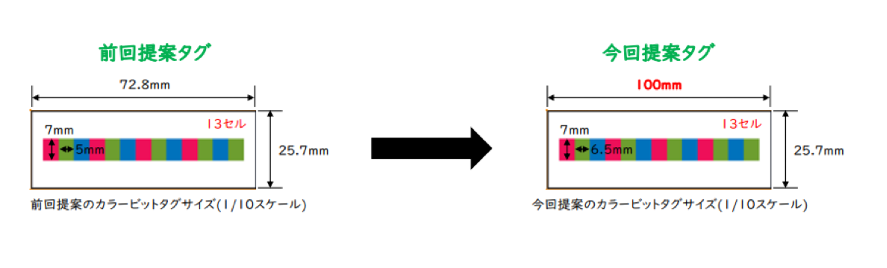 前回提案タグ
72.8mm
13セル
7mm
5mm
25.7mm
前回提案のカラービットタグサイズ(1/10スケール)
今回提案タグ
100mm
13セル
7mm
6.5mm
25.7mm
今回提案のカラービットタグサイズ(1/10スケール)